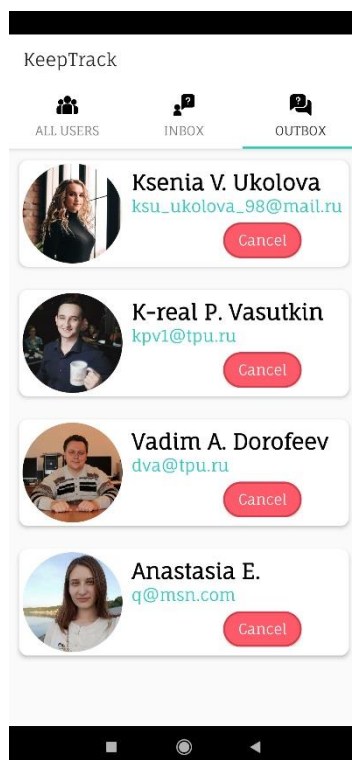 KeepTrack
ALL USERS
INBOX
OUTBOX
Ksenia V. Ukolova
ksu_ukolova_98@mail.ru
Cancel
K-real P. Vasutkin
kpv1@tpu.ru
Cancel
Vadim A. Dorofeev
dva@tpu.ru
Cancel
Anastasia E.
q@msn.com
Cancel